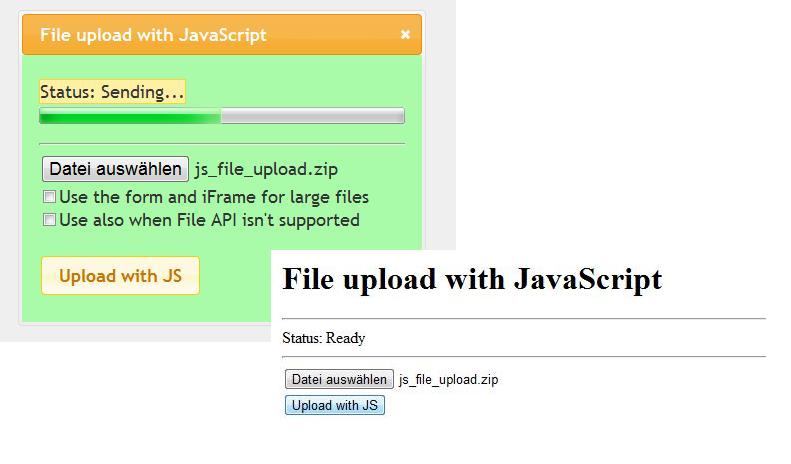 File upload with JavaScript
Status: Sending...
Datei auswählen js_file_upload.zip
Use the form and iFrame for large files
Use also when File API isn't supported
Upload with JS
File upload with JavaScript
Status: Ready
Datei auswählen js_file_upload.zip
Upload with JS